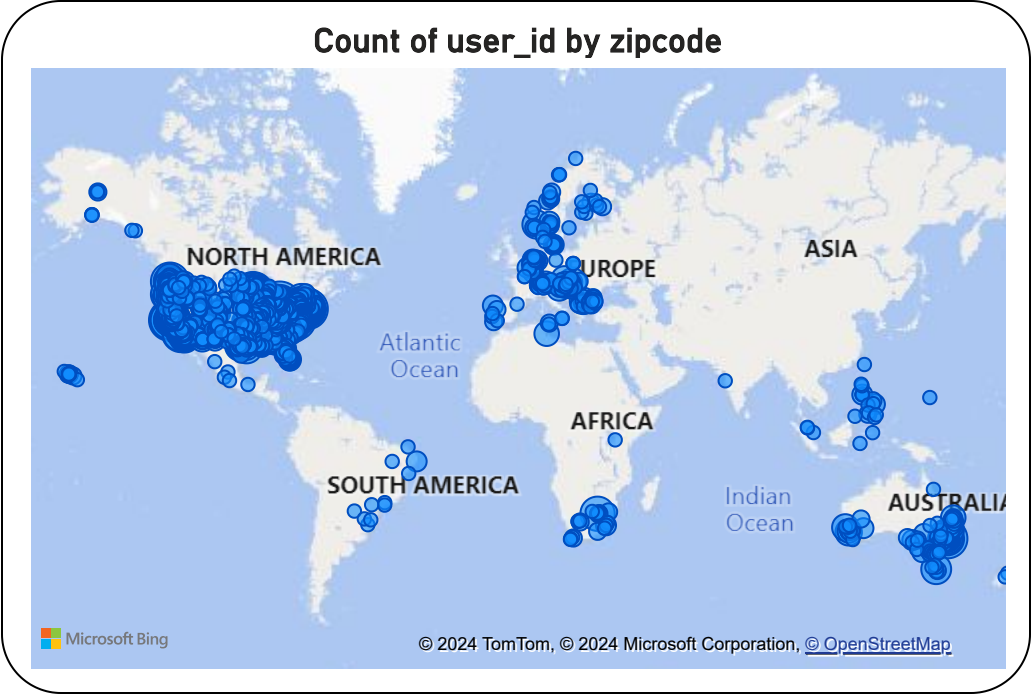 Count of user_id by zipcode
NORTH AMERICA
ASIA
UROPE
Atlantic
Ocean
AFRICA
SOUTH AMERICA
Indian
Ocean
AUSTRALIA
Microsoft Bing
© 2024 TomTom, © 2024 Microsoft Corporation, © OpenStreetMap